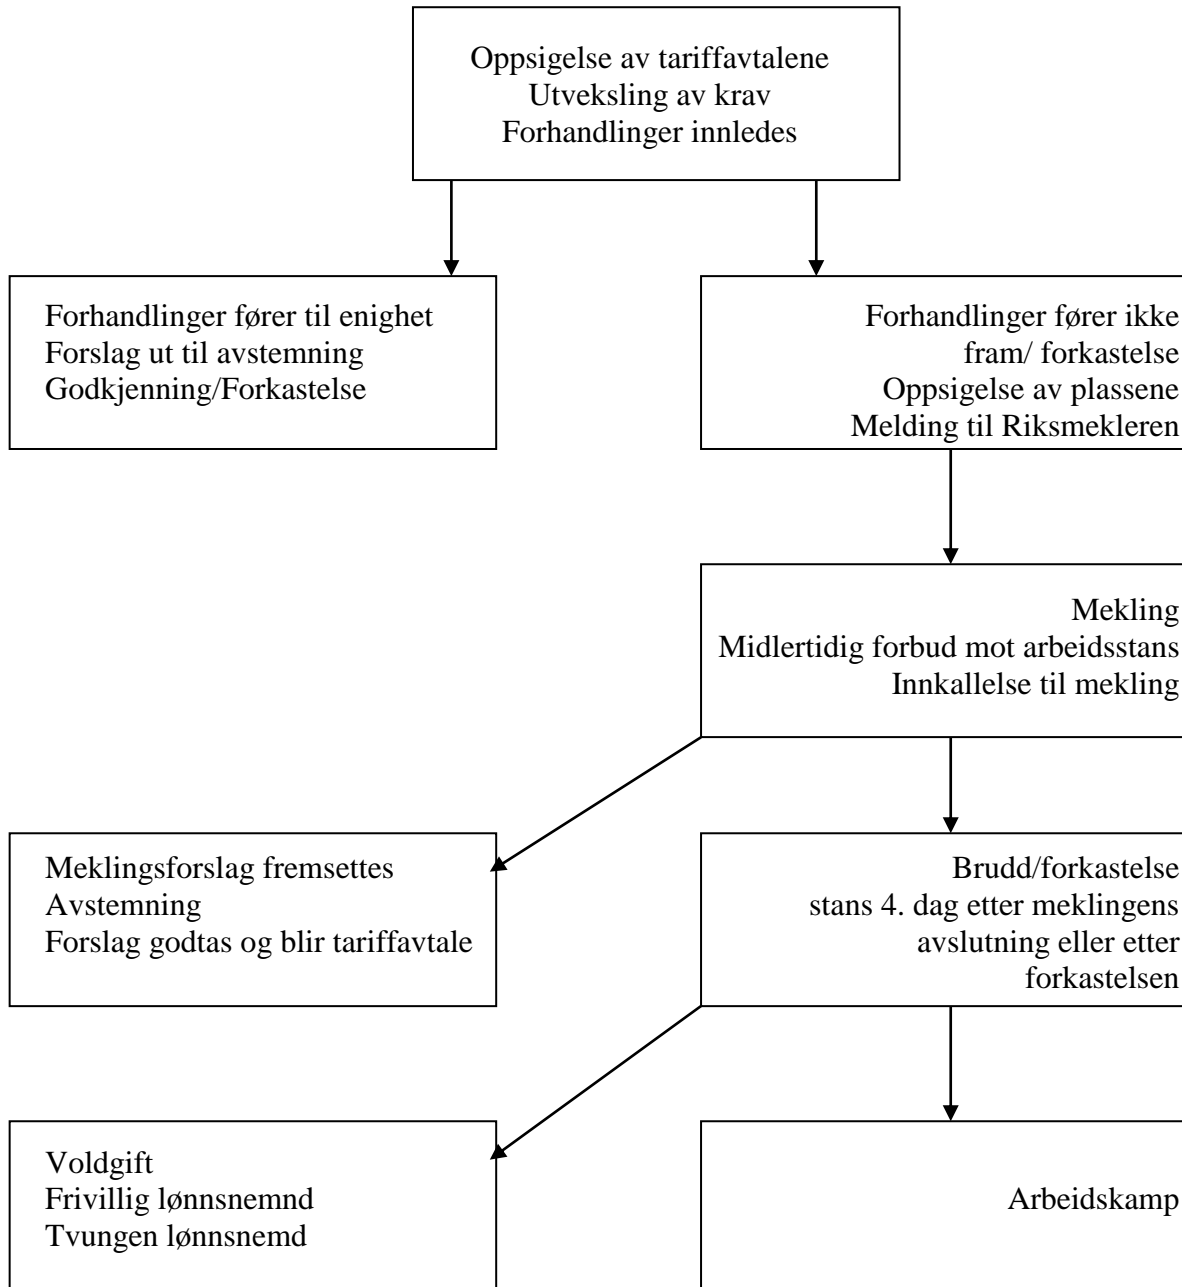 Oppsigelse av tariffavtalene
Utveksling av krav
Forhandlinger innledes
Forhandlinger fører til enighet
Forslag ut til avstemning
Godkjenning/Forkastelse
Forhandlinger fører ikke
fram/ forkastelse
Oppsigelse av plassene
Melding til Riksmekleren
Mekling
Midlertidig forbud mot arbeidsstans
Innkallelse til mekling
Meklingsforslag fremsettes
Avstemning
Forslag godtas og blir tariffavtale
Brudd/forkastelse
stans 4. dag etter meklingens
avslutning eller etter
forkastelsen
Voldgift
Frivillig lønnsnemnd
Tvungen lønnsnemd
Arbeidskamp